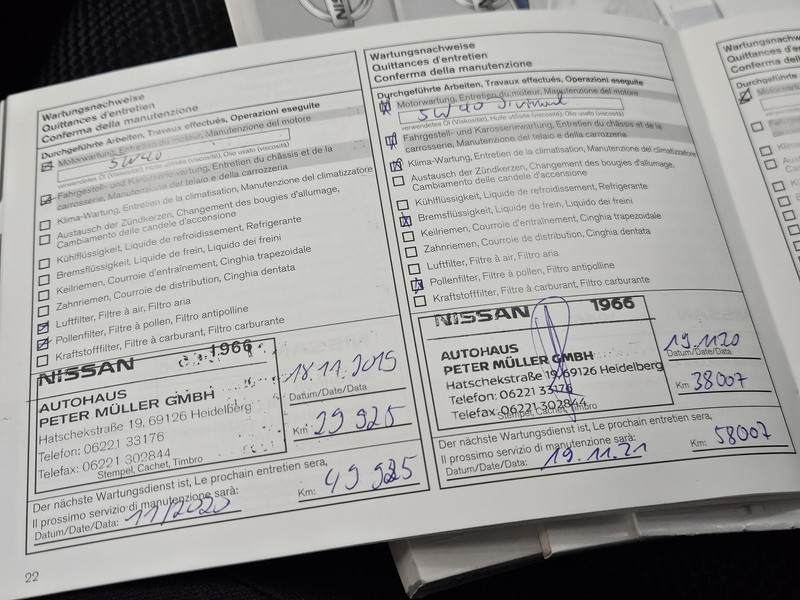 Wartungsnachweise
Quittances d'entretien
Conferma della manutenzione
Durchgeführte Arbeiten, Travaux effectués, Operazioni eseguite
Motorwartung, Entretien du moteur, Manutenzione del motore
5W40
verwendetes Öl (Viskosität), Huile utilisée (viscosité), Olio usato (viscosità)
Fahrgestell- und Karosseriewartung, Entretien du châssis et de la
carrosserie, Manutenzione del telaio e della carrozzeria
Klima-Wartung, Entretien de la climatisation, Manutenzione del climatizzatore
Austausch der Zündkerzen, Changement des bougies d'allumage,
Cambiamento delle candele d'accensione
Kühlflüssigkeit, Liquide de refroidissement, Refrigerante
Bremsflüssigkeit, Liquide de frein, Liquido dei freini
Keilriemen, Courroie d'entraînement, Cinghia trapezoidale
Zahnriemen, Courroie de distribution, Cinghia dentata
Luftfilter, Filtre à air, Filtro aria
Pollenfilter, Filtre à pollen, Filtro antipolline
Kraftstofffilter, Filtre à carburant, Filtro carburante
NISSAN 1966
AUTOHAUS
PETER MÜLLER GMBH
Hatschekstraße 19, 69126 Heidelberg
Telefon: 06221 33176
Telefax: 06221 302844
Stempel, Cachet, Timbro
18.11.2019
Datum/Date/Data
Km: 29 925
Der nächste Wartungsdienst ist, Le prochain entretien sera,
Il prossimo servizio di manutenzione sarà:
Datum/Date/Data: 11/2020
Km: 49 925
22
Wartungsnachweise
Quittances d'entretien
Conferma della manutenzione
Durchgeführte Arbeiten, Travaux effectués, Operazioni eseguite
Motorwartung, Entretien du moteur, Manutenzione del motore
5W40
verwendetes Öl (Viskosität), Huile utilisée (viscosité), Olio usato (viscosità)
Fahrgestell- und Karosseriewartung, Entretien du châssis et de la
carrosserie, Manutenzione del telaio e della carrozzeria
Klima-Wartung, Entretien de la climatisation, Manutenzione del climatizzatore
Austausch der Zündkerzen, Changement des bougies d'allumage,
Cambiamento delle candele d'accensione
Kühlflüssigkeit, Liquide de refroidissement, Refrigerante
Bremsflüssigkeit, Liquide de frein, Liquido dei freini
Keilriemen, Courroie d'entraînement, Cinghia trapezoidale
Zahnriemen, Courroie de distribution, Cinghia dentata
Luftfilter, Filtre à air, Filtro aria
Pollenfilter, Filtre à pollen, Filtro antipolline
Kraftstofffilter, Filtre à carburant, Filtro carburante
NISSAN 1966
AUTOHAUS
PETER MÜLLER GMBH
Hatschekstraße 19, 69126 Heidelberg
Telefon: 06221 33176
Telefax: 06221 302844
Stempel, Cachet, Timbro
19.11.20
Datum/Date/Data
Km 38007
Der nächste Wartungsdienst ist, Le prochain entretien sera,
Il prossimo servizio di manutenzione sarà:
Datum/Date/Data: 19.11.21
Km: 58007
Quittances d'entretien
Conferma della
Durchgeführte